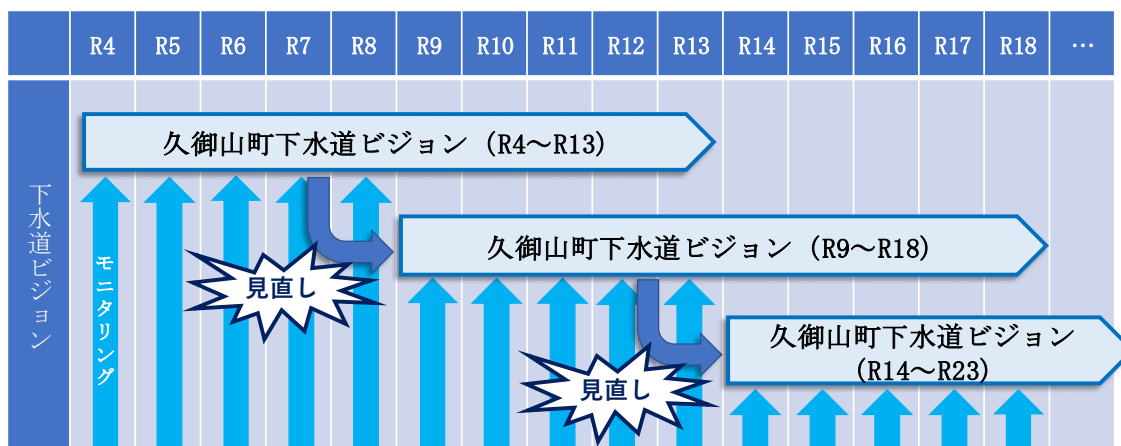 R4 R5 R6 R7 R8 R9 R10 R11 R12 R13 R14 R15 R16 R17 R18 …
下水道ビジョン
久御山町下水道ビジョン（R4～R13）
モニタリング
見直し
久御山町下水道ビジョン（R9～R18）
見直し
久御山町下水道ビジョン
(R14～R23)